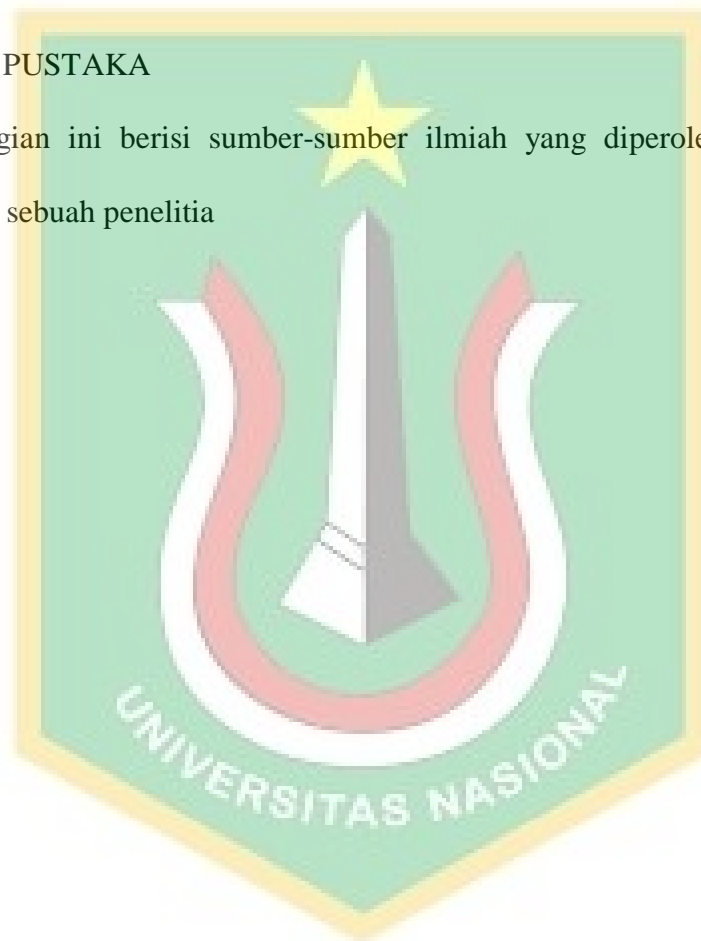 PUSTAKA
gian ini berisi sumber-sumber ilmiah yang diperole
sebuah penelitia
UNIVERSITAS NASIONAL